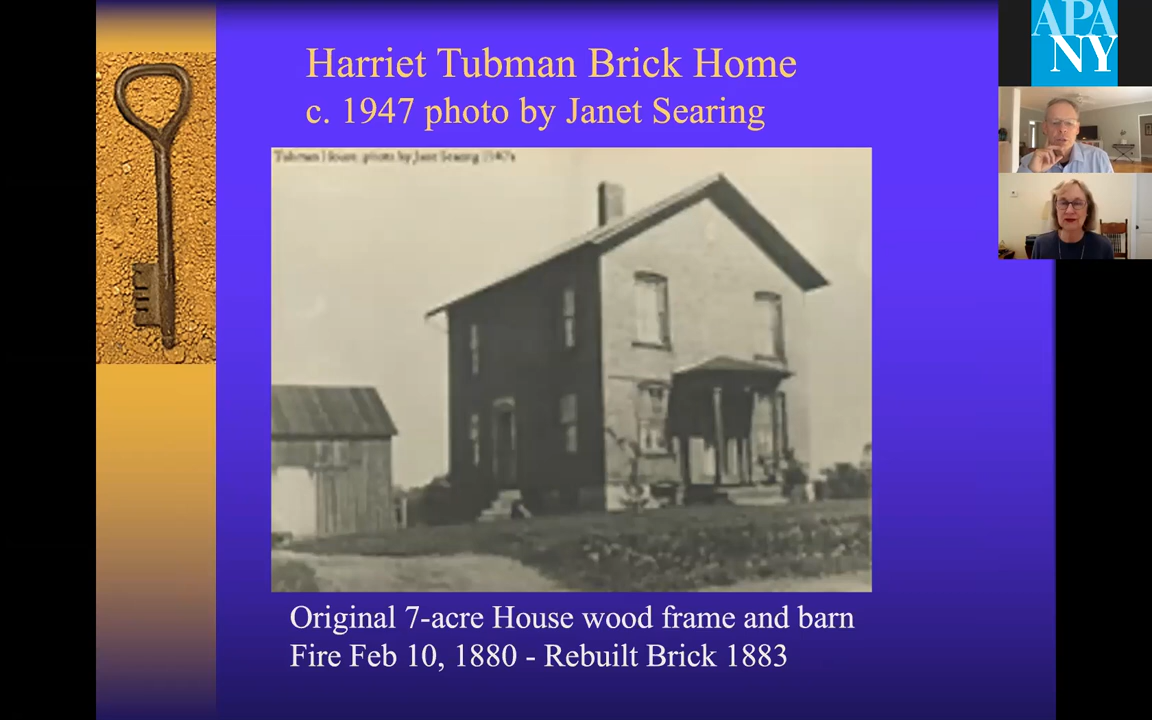 Harriet Tubman Brick Home
c. 1947 photo by Janet Searing
Tubman House photo by Jane Searing 1940's
Original 7-acre House wood frame and barn
Fire Feb 10, 1880 - Rebuilt Brick 1883
APA
NY